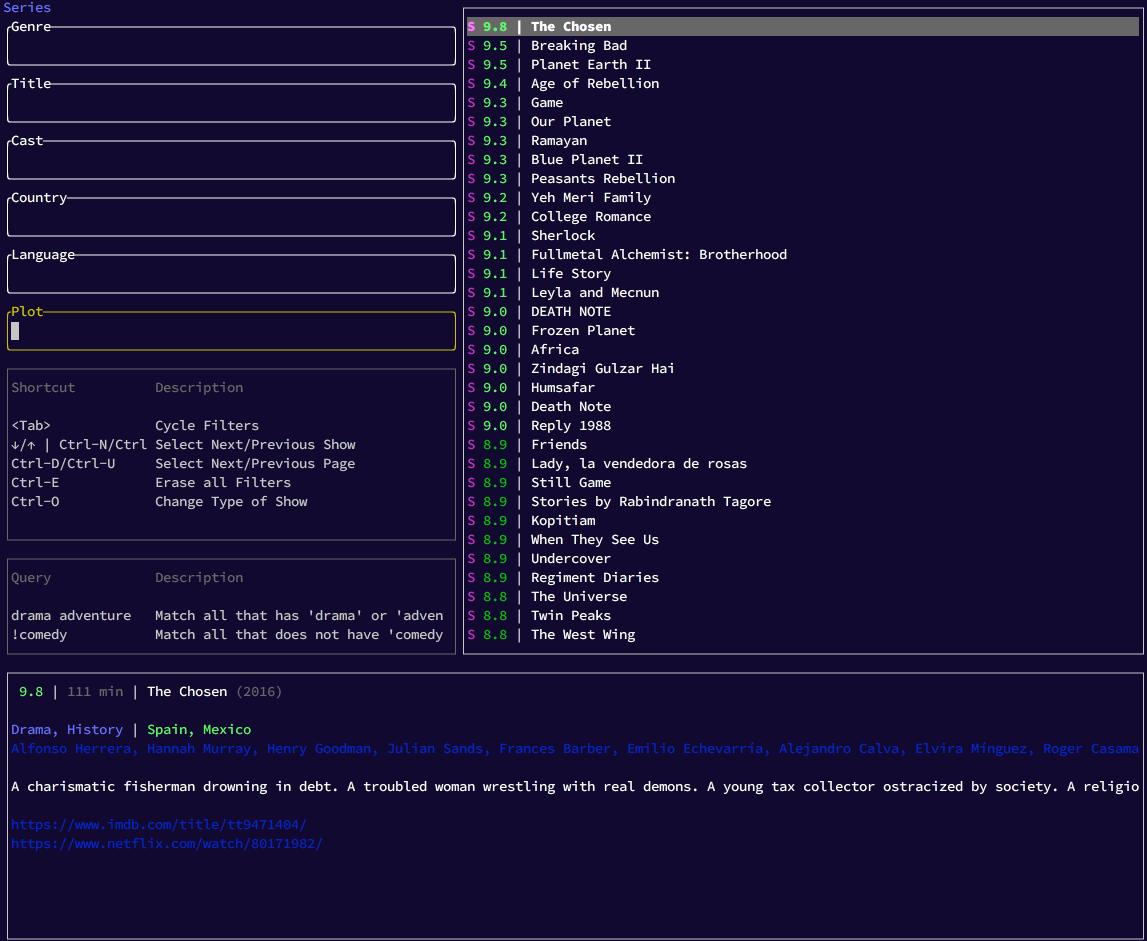 Series
Genre
Title
Cast
Country
Language
Plot
Shortcut Description
<Tab> Cycle Filters
↓/↑ | Ctrl-N/Ctrl Select Next/Previous Show
Ctrl-D/Ctrl-U Select Next/Previous Page
Ctrl-E Erase all Filters
Ctrl-O Change Type of Show
Query Description
drama adventure Match all that has 'drama' or 'adven
!comedy Match all that does not have 'comedy
S 9.8 | The Chosen
S 9.5 | Breaking Bad
S 9.5 | Planet Earth II
S 9.4 | Age of Rebellion
S 9.3 | Game
S 9.3 | Our Planet
S 9.3 | Ramayan
S 9.3 | Blue Planet II
S 9.3 | Peasants Rebellion
S 9.2 | Yeh Meri Family
S 9.2 | College Romance
S 9.1 | Sherlock
S 9.1 | Fullmetal Alchemist: Brotherhood
S 9.1 | Life Story
S 9.1 | Leyla and Mecnun
S 9.0 | DEATH NOTE
S 9.0 | Frozen Planet
S 9.0 | Africa
S 9.0 | Zindagi Gulzar Hai
S 9.0 | Humsafar
S 9.0 | Death Note
S 9.0 | Reply 1988
S 8.9 | Friends
S 8.9 | Lady, la vendedora de rosas
S 8.9 | Still Game
S 8.9 | Stories by Rabindranath Tagore
S 8.9 | Kopitiam
S 8.9 | When They See Us
S 8.9 | Undercover
S 8.9 | Regiment Diaries
S 8.8 | The Universe
S 8.8 | Twin Peaks
S 8.8 | The West Wing
9.8 | 111 min | The Chosen (2016)
Drama, History | Spain, Mexico
Alfonso Herrera, Hannah Murray, Henry Goodman, Julian Sands, Frances Barber, Emilio Echevarría, Alejandro Calva, Elvira Mínguez, Roger Casama
A charismatic fisherman drowning in debt. A troubled woman wrestling with real demons. A young tax collector ostracized by society. A religio
https://www.imdb.com/title/tt9471404/
https://www.netflix.com/watch/80171982/